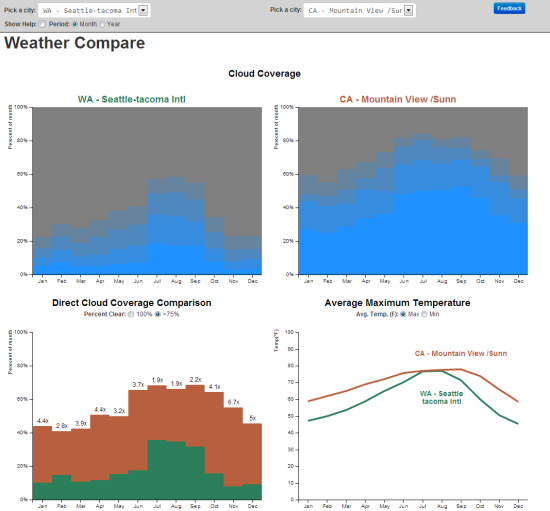 Pick a city: WA - Seattle-tacoma Int
Pick a city: CA - Mountain View /Sur
Feedback
Show Help: Period: Month Year
Weather Compare
Cloud Coverage
WA - Seattle-tacoma Intl
CA - Mountain View /Sunn
Percent of month
100%
80%
60%
40%
20%
0%
Jan Feb Mar Apr May Jun Jul Aug Sep Oct Nov Dec
Percent of month
100%
80%
60%
40%
20%
0%
Jan Feb Mar Apr May Jun Jul Aug Sep Oct Nov Dec
Direct Cloud Coverage Comparison
Percent Clear: 100% >75%
Percent of month
100%
80%
60%
40%
20%
0%
4.4x 2.8x 3.9x 4.4x 3.2x 3.7x 1.9x 1.9x 2.2x 4.1x 6.7x 5x
Jan Feb Mar Apr May Jun Jul Aug Sep Oct Nov Dec
Average Maximum Temperature
Avg. Temp. (F): Max Min
Temp(°F)
100
90
80
70
60
50
40
30
20
10
0
CA - Mountain View /Sunn
WA - Seattle
tacoma Intl
Jan Feb Mar Apr May Jun Jul Aug Sep Oct Nov Dec